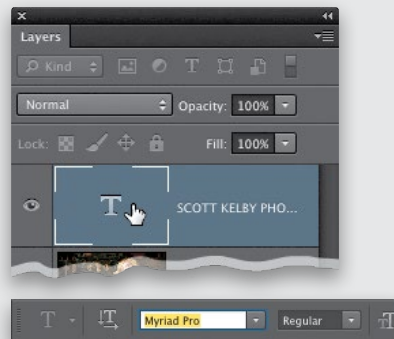 Layers
Kind
Normal Opacity: 100%
Lock: Fill: 100%
T SCOTT KELBY PHO...
T Myriad Pro Regular